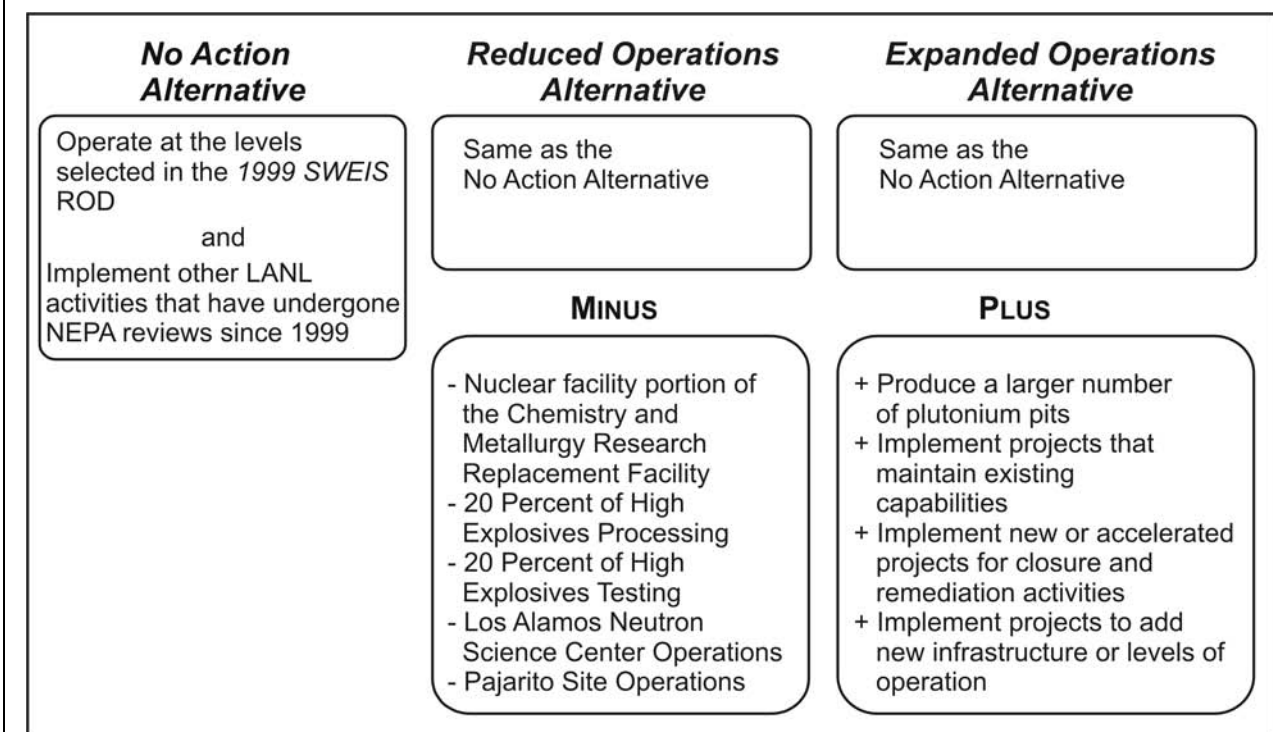 No Action
Alternative
Operate at the levels
selected in the 1999 SWEIS
ROD
and
Implement other LANL
activities that have undergone
NEPA reviews since 1999
Reduced Operations
Alternative
Same as the
No Action Alternative
MINUS
- Nuclear facility portion of
the Chemistry and
Metallurgy Research
Replacement Facility
- 20 Percent of High
Explosives Processing
- 20 Percent of High
Explosives Testing
- Los Alamos Neutron
Science Center Operations
- Pajarito Site Operations
Expanded Operations
Alternative
Same as the
No Action Alternative
PLUS
+ Produce a larger number
of plutonium pits
+ Implement projects that
maintain existing
capabilities
+ Implement new or accelerated
projects for closure and
remediation activities
+ Implement projects to add
new infrastructure or levels of
operation